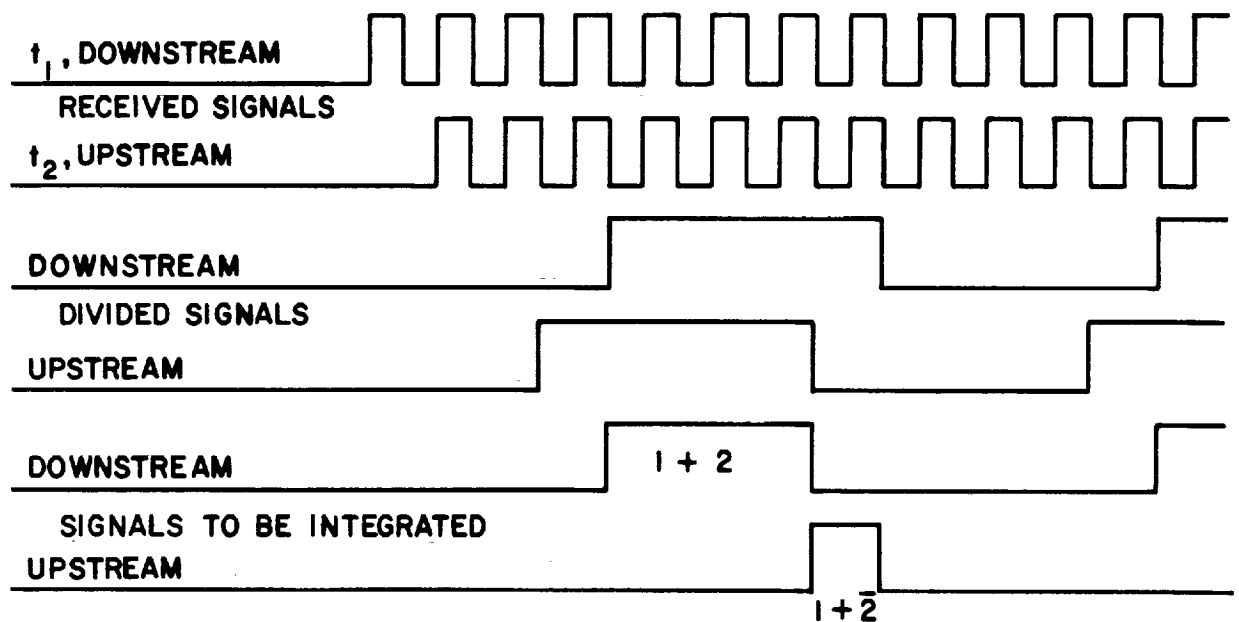 t₁, DOWNSTREAM
RECEIVED SIGNALS
t₂, UPSTREAM
DOWNSTREAM
DIVIDED SIGNALS
UPSTREAM
DOWNSTREAM
1 + 2
SIGNALS TO BE INTEGRATED
UPSTREAM
1 + 2̄